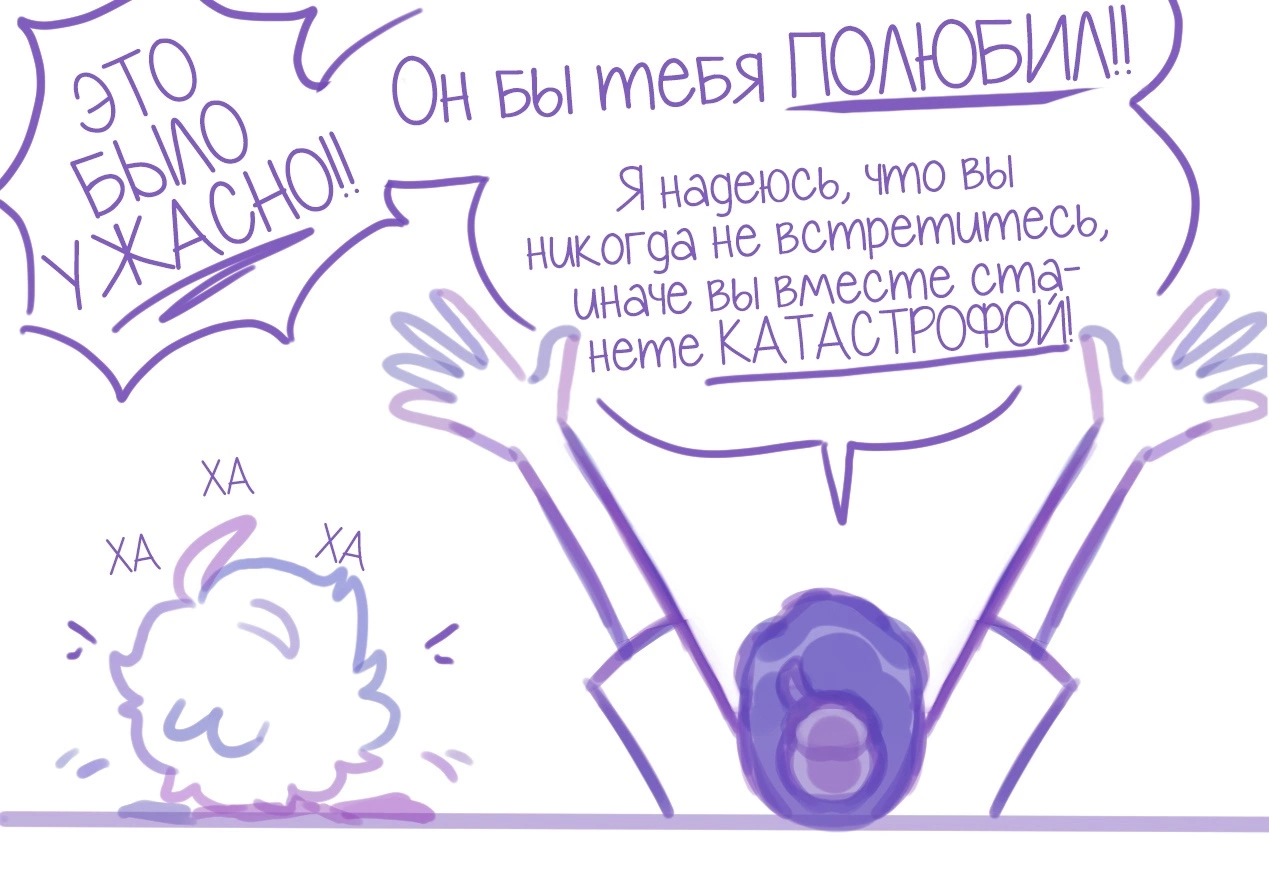 ЭТО
БЫЛО
УЖАСНО!!
Он бы тебя ПОЛЮБИЛ!!
Я надеюсь, что вы
никогда не встретитесь,
иначе вы вместе ста-
нете КАТАСТРОФОЙ!
ХА
ХА
ХА